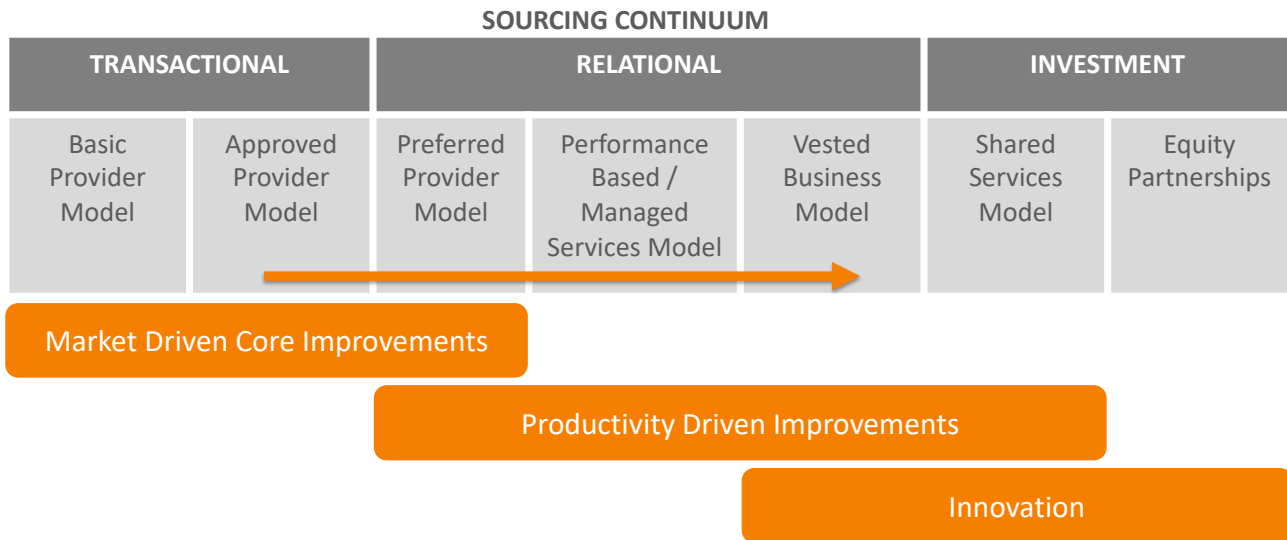 SOURCING CONTINUUM
TRANSACTIONAL
RELATIONAL
INVESTMENT
Basic
Provider
Model
Approved
Provider
Model
Preferred
Provider
Model
Performance
Based /
Managed
Services Model
Vested
Business
Model
Shared
Services
Model
Equity
Partnerships
Market Driven Core Improvements
Productivity Driven Improvements
Innovation